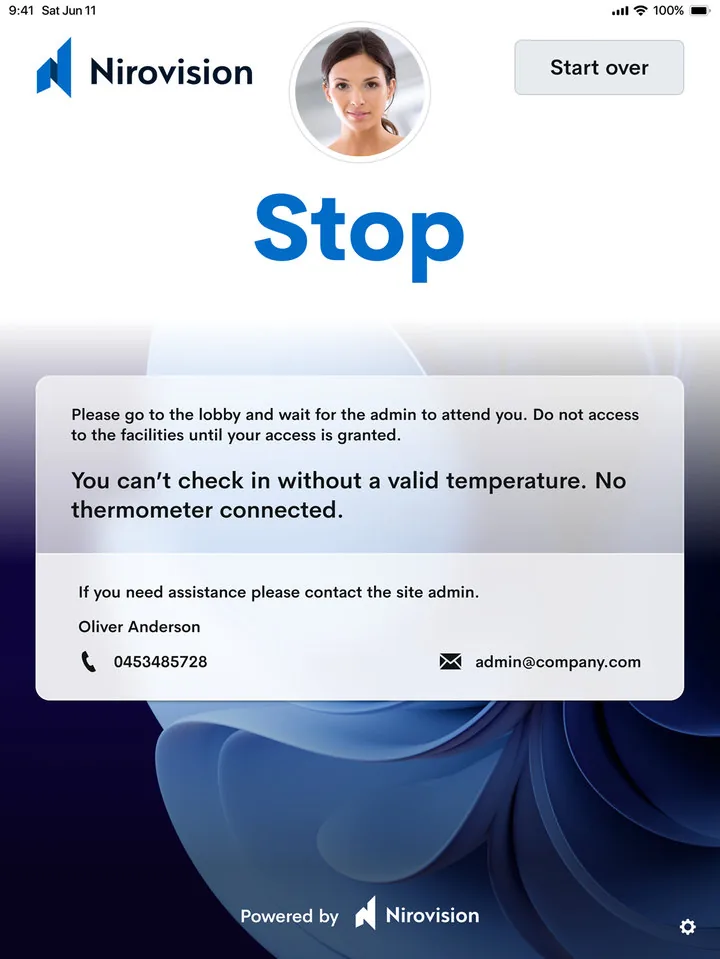 9:41 Sat Jun 11
100%
Nirovision
Start over
Stop
Please go to the lobby and wait for the admin to attend you. Do not access
to the facilities until your access is granted.
You can’t check in without a valid temperature. No
thermometer connected.
If you need assistance please contact the site admin.
Oliver Anderson
0453485728
admin@company.com
Powered by Nirovision